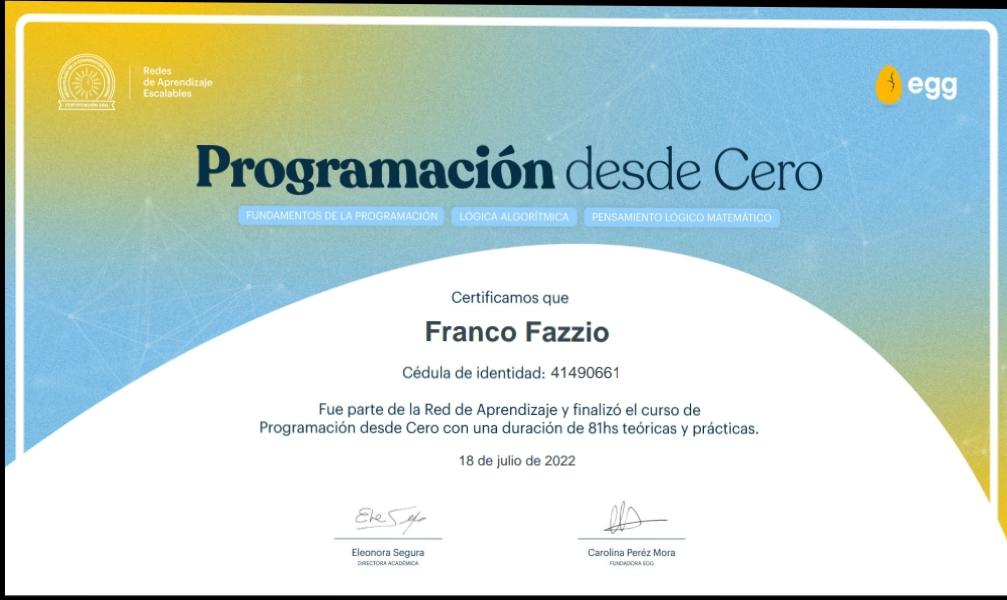 Redes
de Aprendizaje
Escalables
CERTIFICACIÓN EGG
egg
Programación desde Cero
FUNDAMENTOS DE LA PROGRAMACIÓN LÓGICA ALGORÍTMICA PENSAMIENTO LÓGICO MATEMÁTICO
Certificamos que
Franco Fazzio
Cédula de identidad: 41490661
Fue parte de la Red de Aprendizaje y finalizó el curso de
Programación desde Cero con una duración de 81hs teóricas y prácticas.
18 de julio de 2022
Eleonora Segura
DIRECTORA ACADÉMICA
Carolina Peréz Mora
FUNDADORA EGG